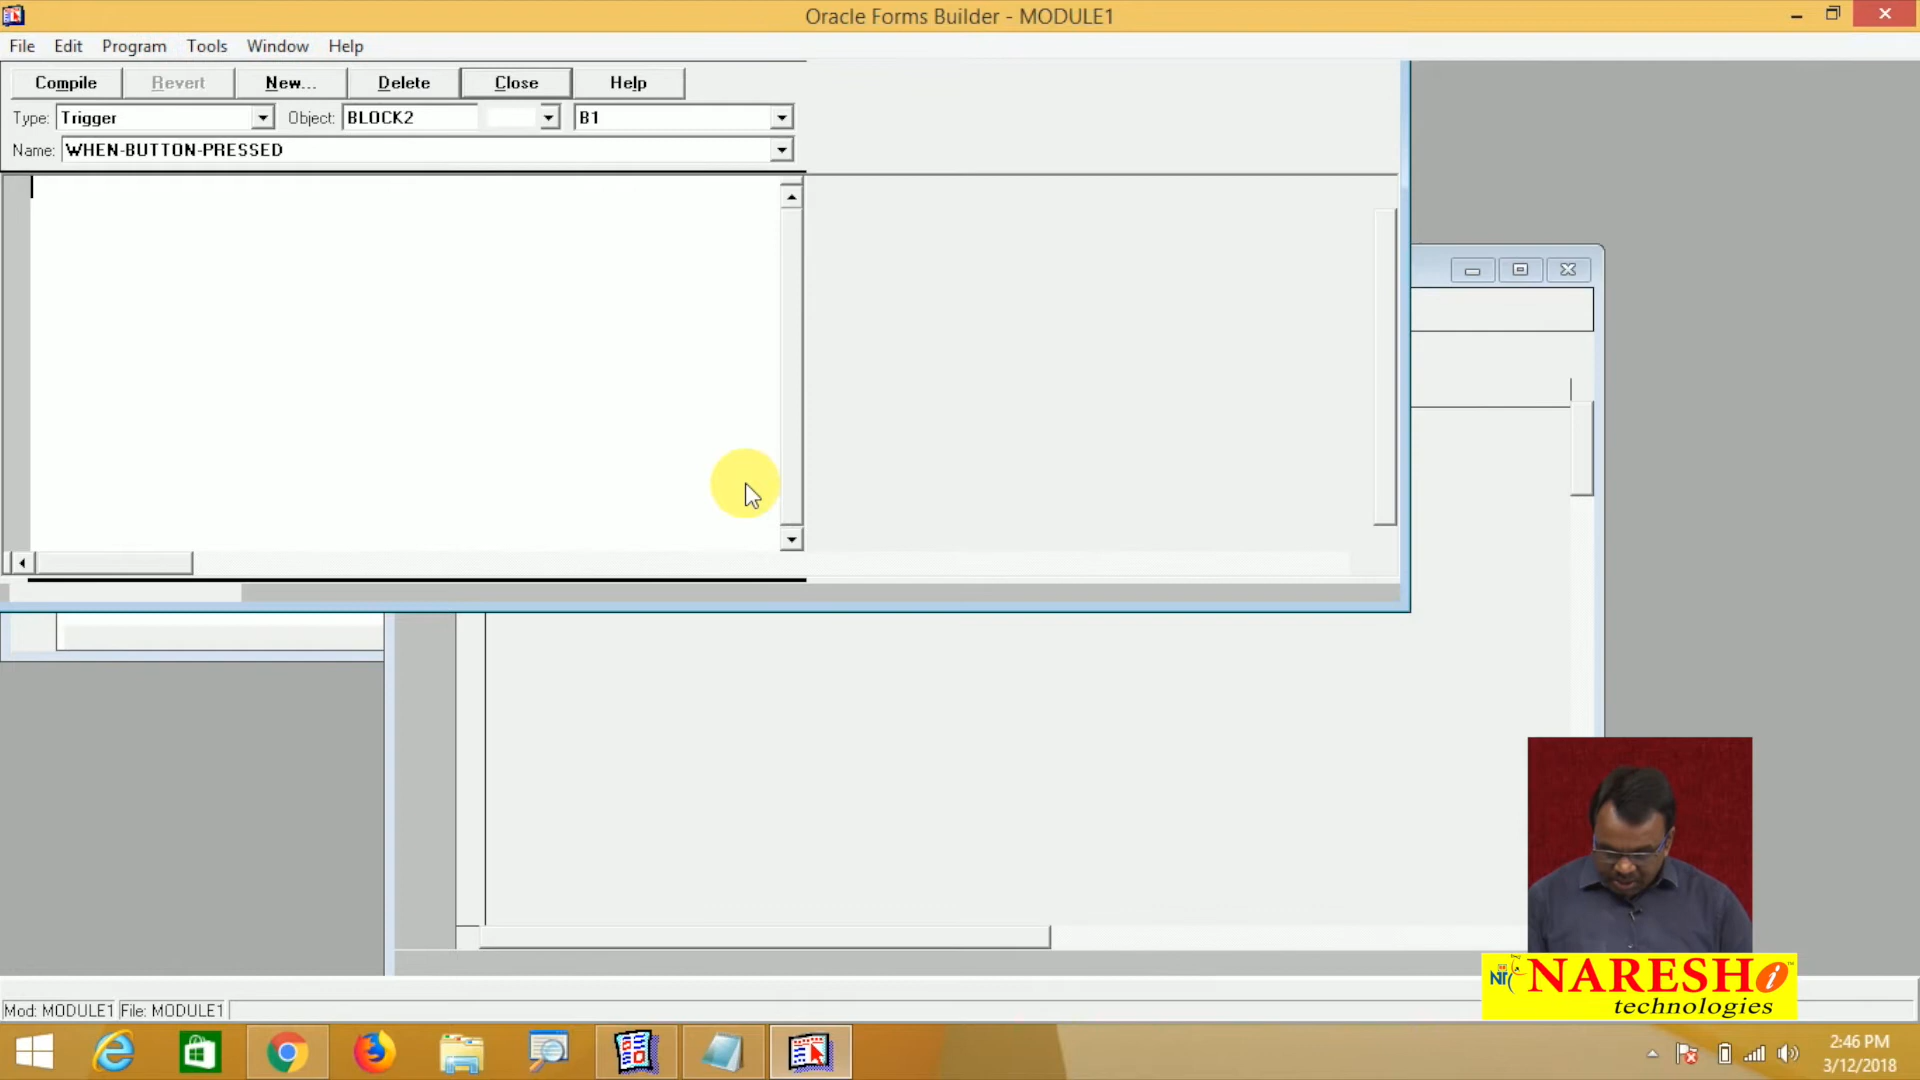 Oracle Forms Builder - MODULE1
File Edit Program Tools Window Help
Compile Revert New... Delete Close Help
Type: Trigger Object: BLOCK2 B1
Name: WHEN-BUTTON-PRESSED
NARESH i
technologies
Mod: MODULE1 File: MODULE1
2:46 PM
3/12/2018